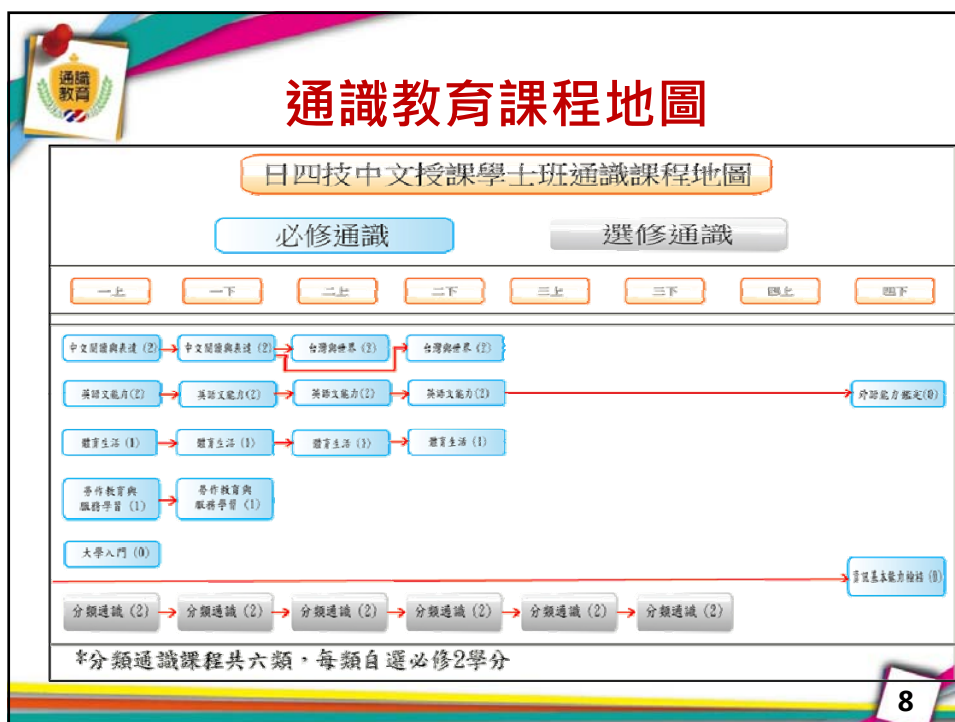 通識
教育
通識教育課程地圖
日四技中文授課學士班通識課程地圖
必修通識
選修通識
一上
一下
二上
二下
三上
三下
四上
四下
中文閱讀與表達 (2)
中文閱讀與表達 (2)
台灣與世界 (2)
台灣與世界 (2)
英語文能力(2)
英語文能力(2)
英語文能力(2)
英語文能力(2)
外語能力鑑定(0)
體育生活 (1)
體育生活 (1)
體育生活 (1)
體育生活 (1)
勞作教育與
服務學習 (1)
勞作教育與
服務學習 (1)
大學入門 (0)
資訊基本能力檢核 (0)
分類通識 (2)
分類通識 (2)
分類通識 (2)
分類通識 (2)
分類通識 (2)
分類通識 (2)
*分類通識課程共六類，每類自選必修2學分
8